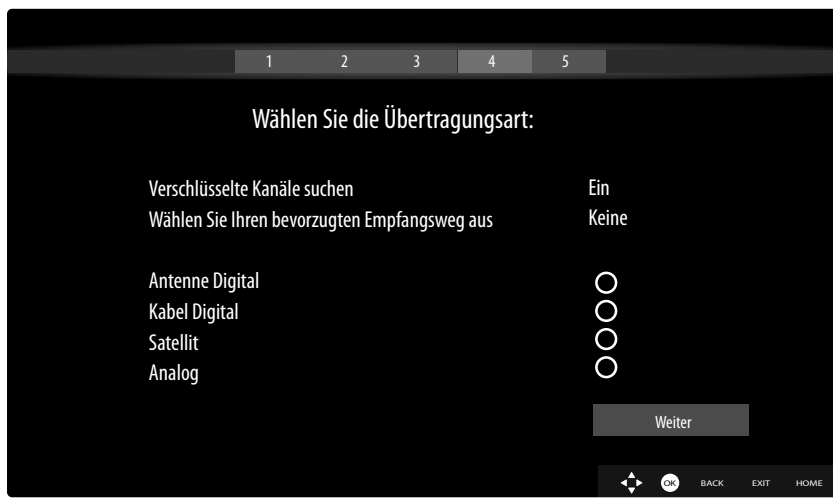 1 2 3 4 5
Wählen Sie die Übertragungsart:
Verschlüsselte Kanäle suchen Ein
Wählen Sie Ihren bevorzugten Empfangsweg aus Keine
Antenne Digital
Kabel Digital
Satellit
Analog
Weiter
OK BACK EXIT HOME